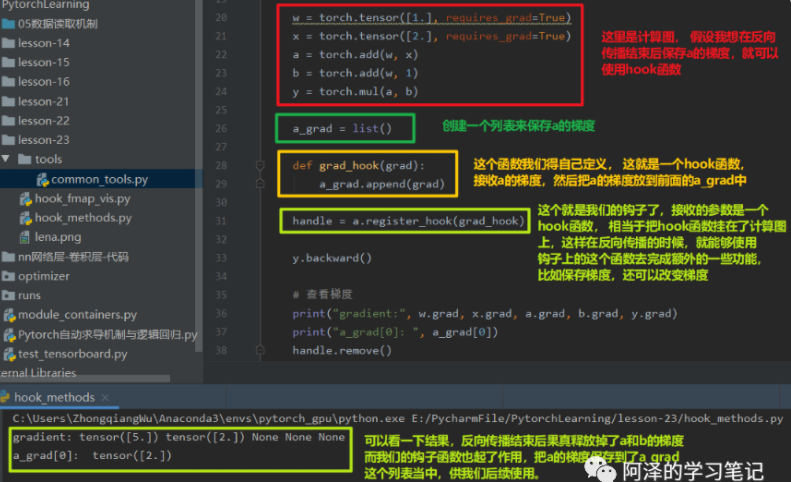 PytorchLearning
05数据读取机制
lesson-14
lesson-15
lesson-16
lesson-21
lesson-22
lesson-23
tools
common_tools.py
hook_fmap_vis.py
hook_methods.py
lena.png
nn网络层-卷积层-代码
optimizer
runs
module_containers.py
Pytorch自动求导机制与逻辑回归.py
test_tensorboard.py
ernal Libraries
20 w = torch.tensor([1.], requires_grad=True)
21 x = torch.tensor([2.], requires_grad=True)
22 a = torch.add(w, x)
23 b = torch.add(w, 1)
24 y = torch.mul(a, b)
25
26 a_grad = list()
27
28 def grad_hook(grad):
29 a_grad.append(grad)
30
31 handle = a.register_hook(grad_hook)
32
33 y.backward()
34
35 # 查看梯度
36 print("gradient:", w.grad, x.grad, a.grad, b.grad, y.grad)
37 print("a_grad[0]: ", a_grad[0])
38 handle.remove()
这里是计算图， 假设我想在反向
传播结束后保存a的梯度，就可以
使用hook函数
创建一个列表来保存a的梯度
这个函数我们得自己定义， 这就是一个hook函数，
接收a的梯度，然后把a的梯度放到前面的a_grad中
这个就是我们的钩子了，接收的参数是一个
hook函数， 相当于把hook函数挂在了计算图
上，这样在反向传播的时候，就能够使用
钩子上的这个函数去完成额外的一些功能，
比如保存梯度，还可以改变梯度
hook_methods
C:\Users\ZhongqiangWu\Anaconda3\envs\pytorch_gpu\python.exe E:/PycharmFile/PytorchLearning/lesson-23/hook_methods.py
gradient: tensor([5.]) tensor([2.]) None None None
a_grad[0]: tensor([2.])
可以看一下结果，反向传播结束后果真释放掉了a和b的梯度
而我们的钩子函数也起了作用，把a的梯度保存到了a_grad
这个列表当中，供我们后续使用。
阿泽的学习笔记